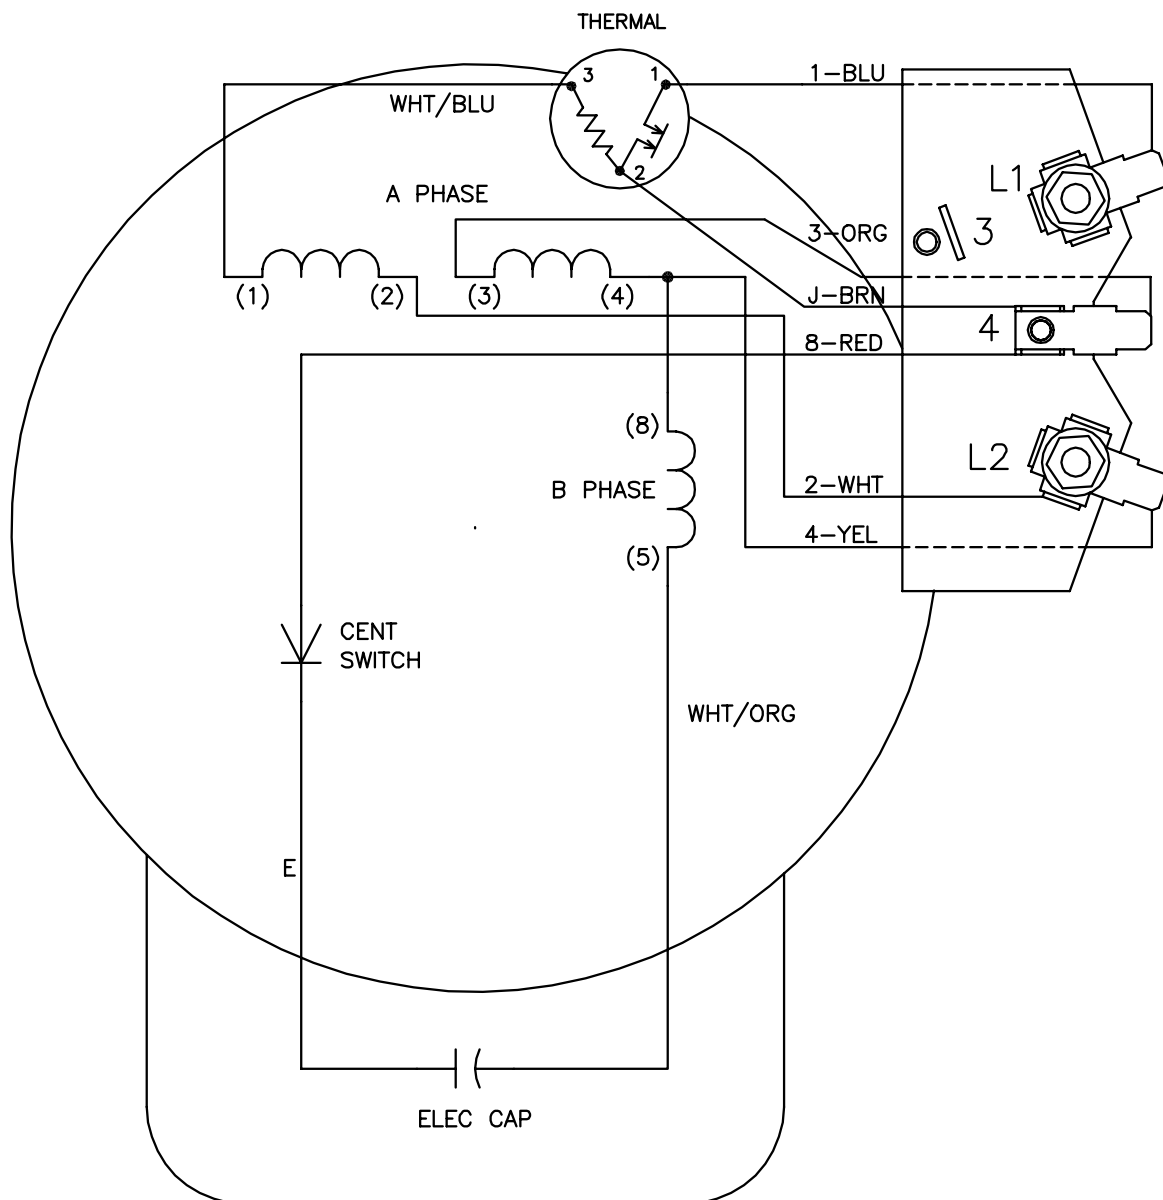 THERMAL
3
1
1-BLU
WHT/BLU
2
L1
A PHASE
3-ORG
3
(1)
(2)
(3)
(4)
J-BRN
4
8-RED
(8)
L2
B PHASE
2-WHT
4-YEL
(5)
CENT
SWITCH
WHT/ORG
E
ELEC CAP